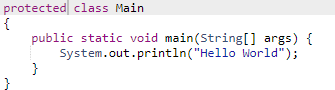 protected class Main
{
    public static void main(String[] args) {
        System.out.println("Hello World");
    }
}